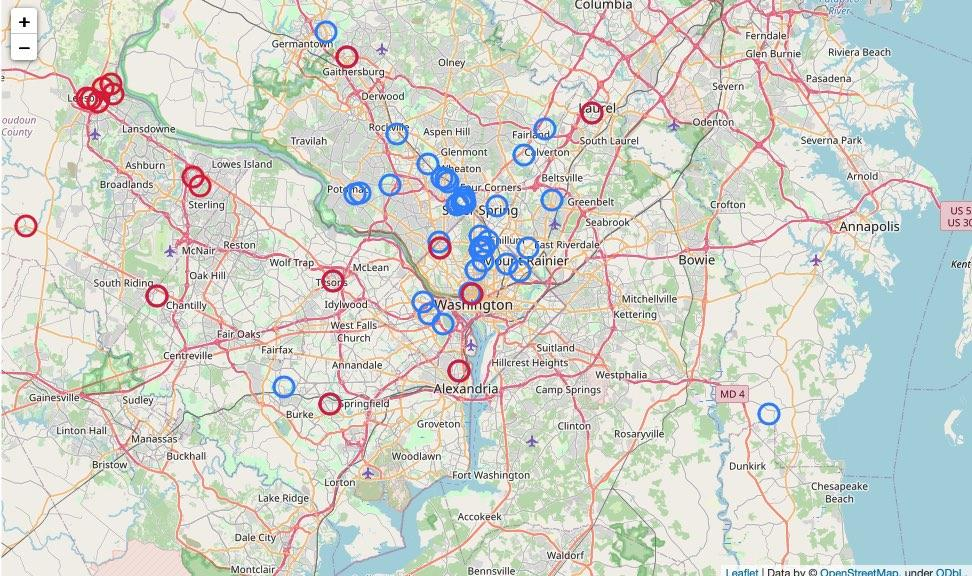 +
−
Columbia
Ferndale
Glen Burnie
Riviera Beach
Germantown
Gaithersburg
Olney
Pasadena
Severn
Derwood
Laurel
Odenton
Loudoun
County
Lansdowne
Rockville
Aspen Hill
Fairland
South Laurel
Severna Park
Travilah
Glenmont
Calverton
Ashburn
Lowes Island
Wheaton
Beltsville
Arnold
Broadlands
Potomac
Four Corners
Crofton
Sterling
Silver Spring
Greenbelt
US 5
US 30
Seabrook
Annapolis
McNair
Reston
Chillum
East Riverdale
Wolf Trap
McLean
Mount Rainier
Bowie
Oak Hill
South Riding
Tysons
Idylwood
Mitchellville
Chantilly
Washington
Kettering
Fair Oaks
West Falls
Church
Centreville
Fairfax
Suitland
Annandale
Hillcrest Heights
Westphalia
Alexandria
Camp Springs
MD 4
Gainesville
Sudley
Burke
Springfield
Groveton
Clinton
Rosaryville
Linton Hall
Manassas
Buckhall
Woodlawn
Bristow
Dunkirk
Lorton
Fort Washington
Chesapeake
Beach
Lake Ridge
Accokeek
Dale City
Waldorf
Montclair
Bennsville
Leaflet | Data by © OpenStreetMap, under ODbL.